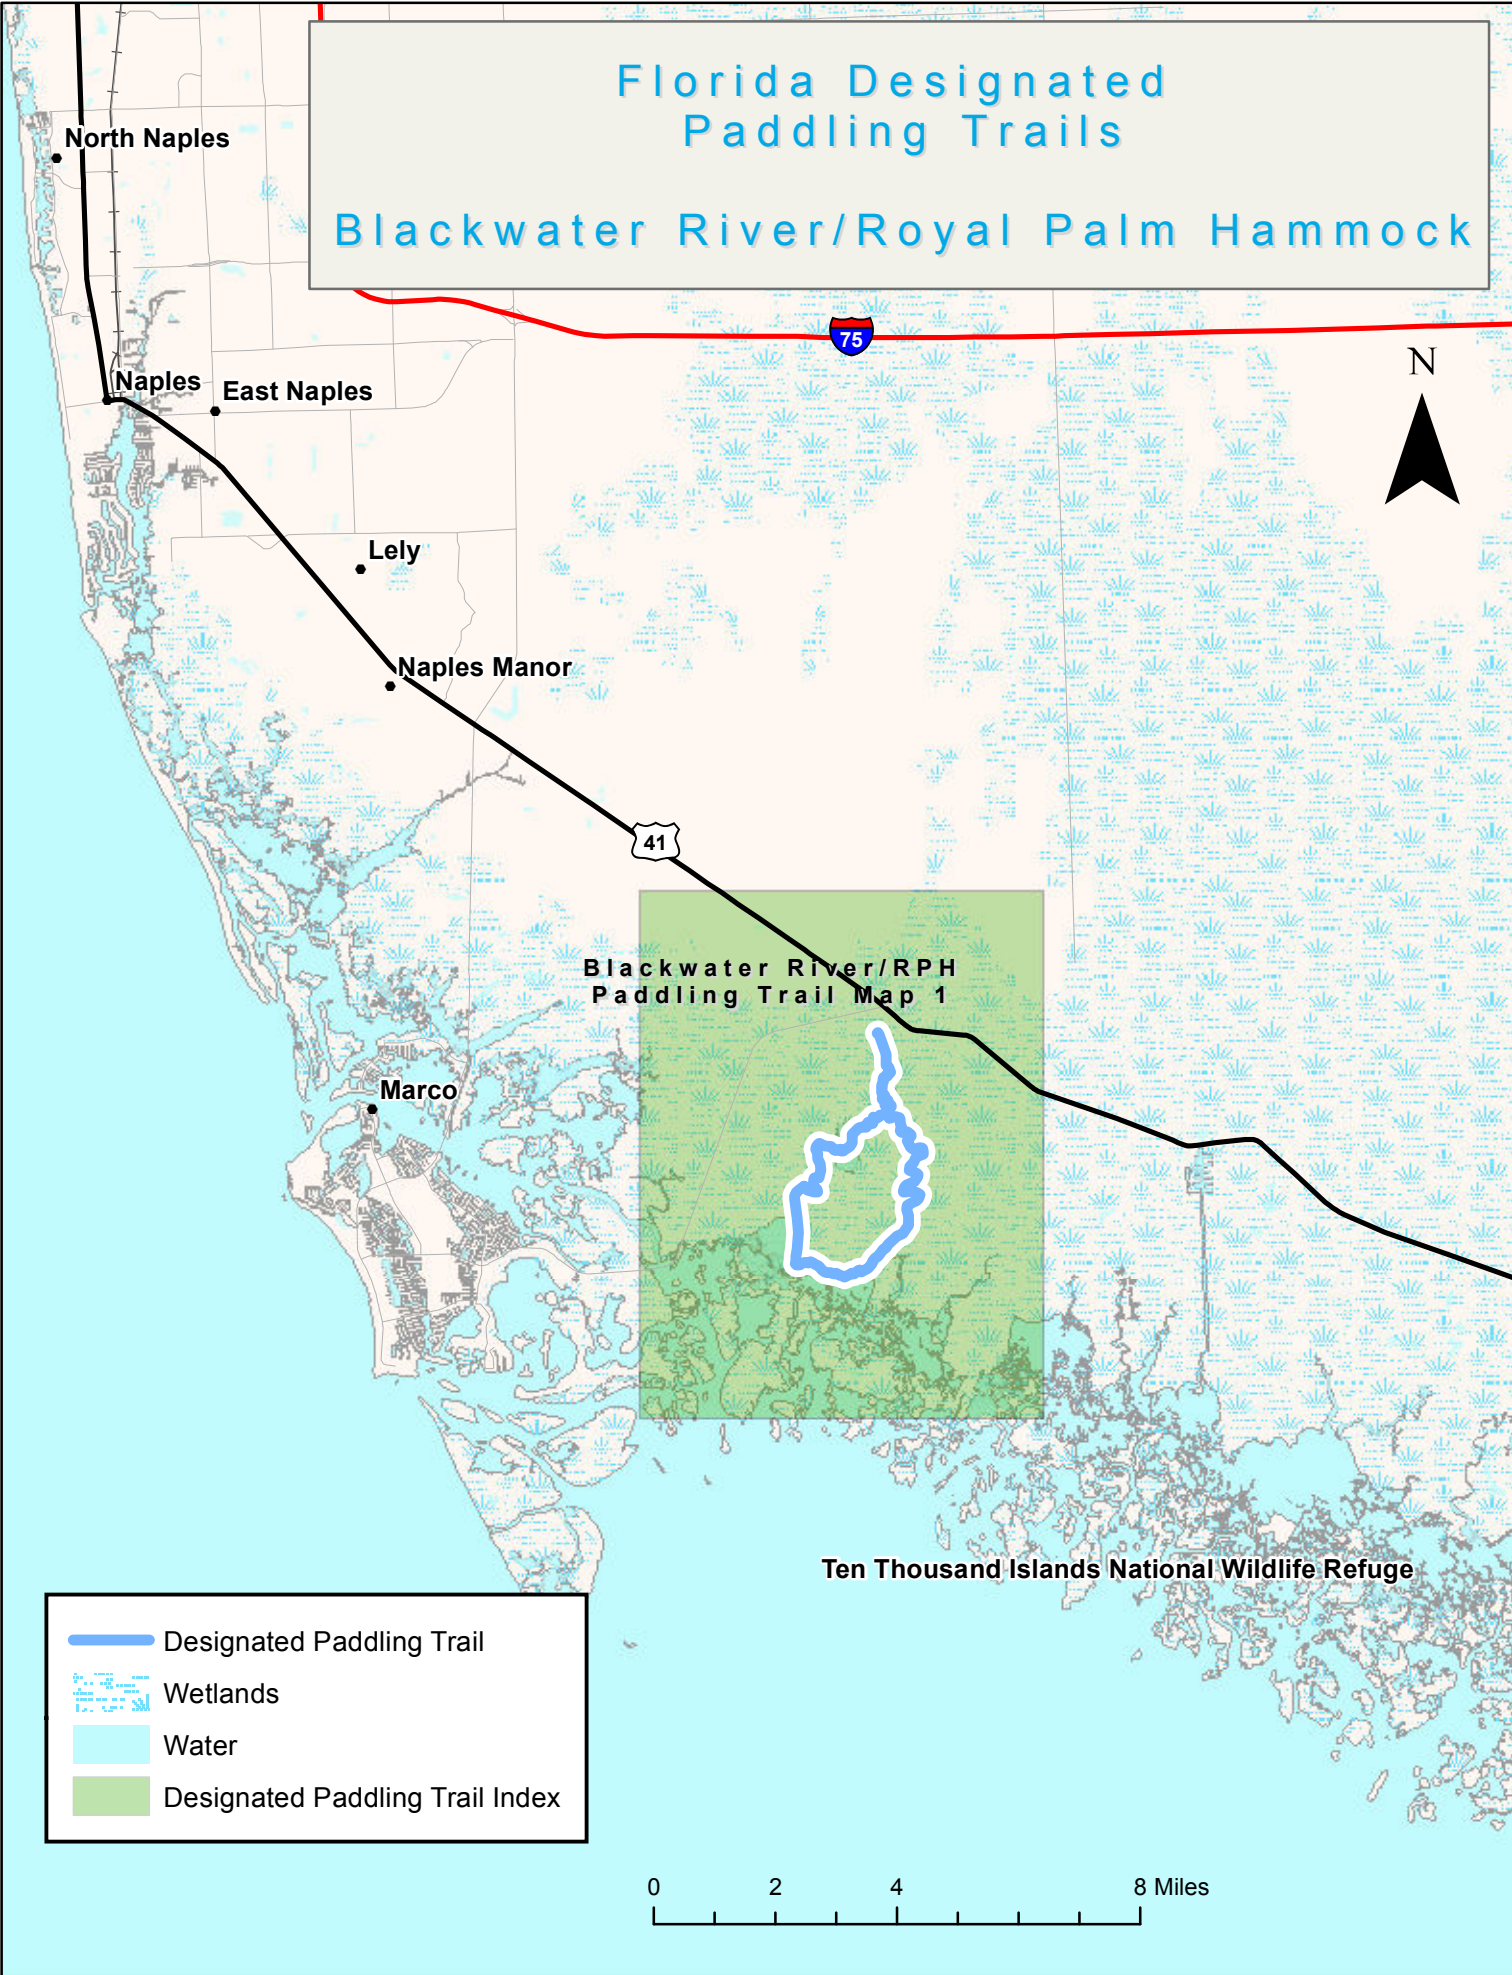 Florida Designated
Paddling Trails
Blackwater River/Royal Palm Hammock
North Naples
75
N
Naples
East Naples
Lely
Naples Manor
41
Blackwater River/RPH
Paddling Trail Map 1
Marco
Ten Thousand Islands National Wildlife Refuge
Designated Paddling Trail
Wetlands
Water
Designated Paddling Trail Index
0 2 4 8 Miles